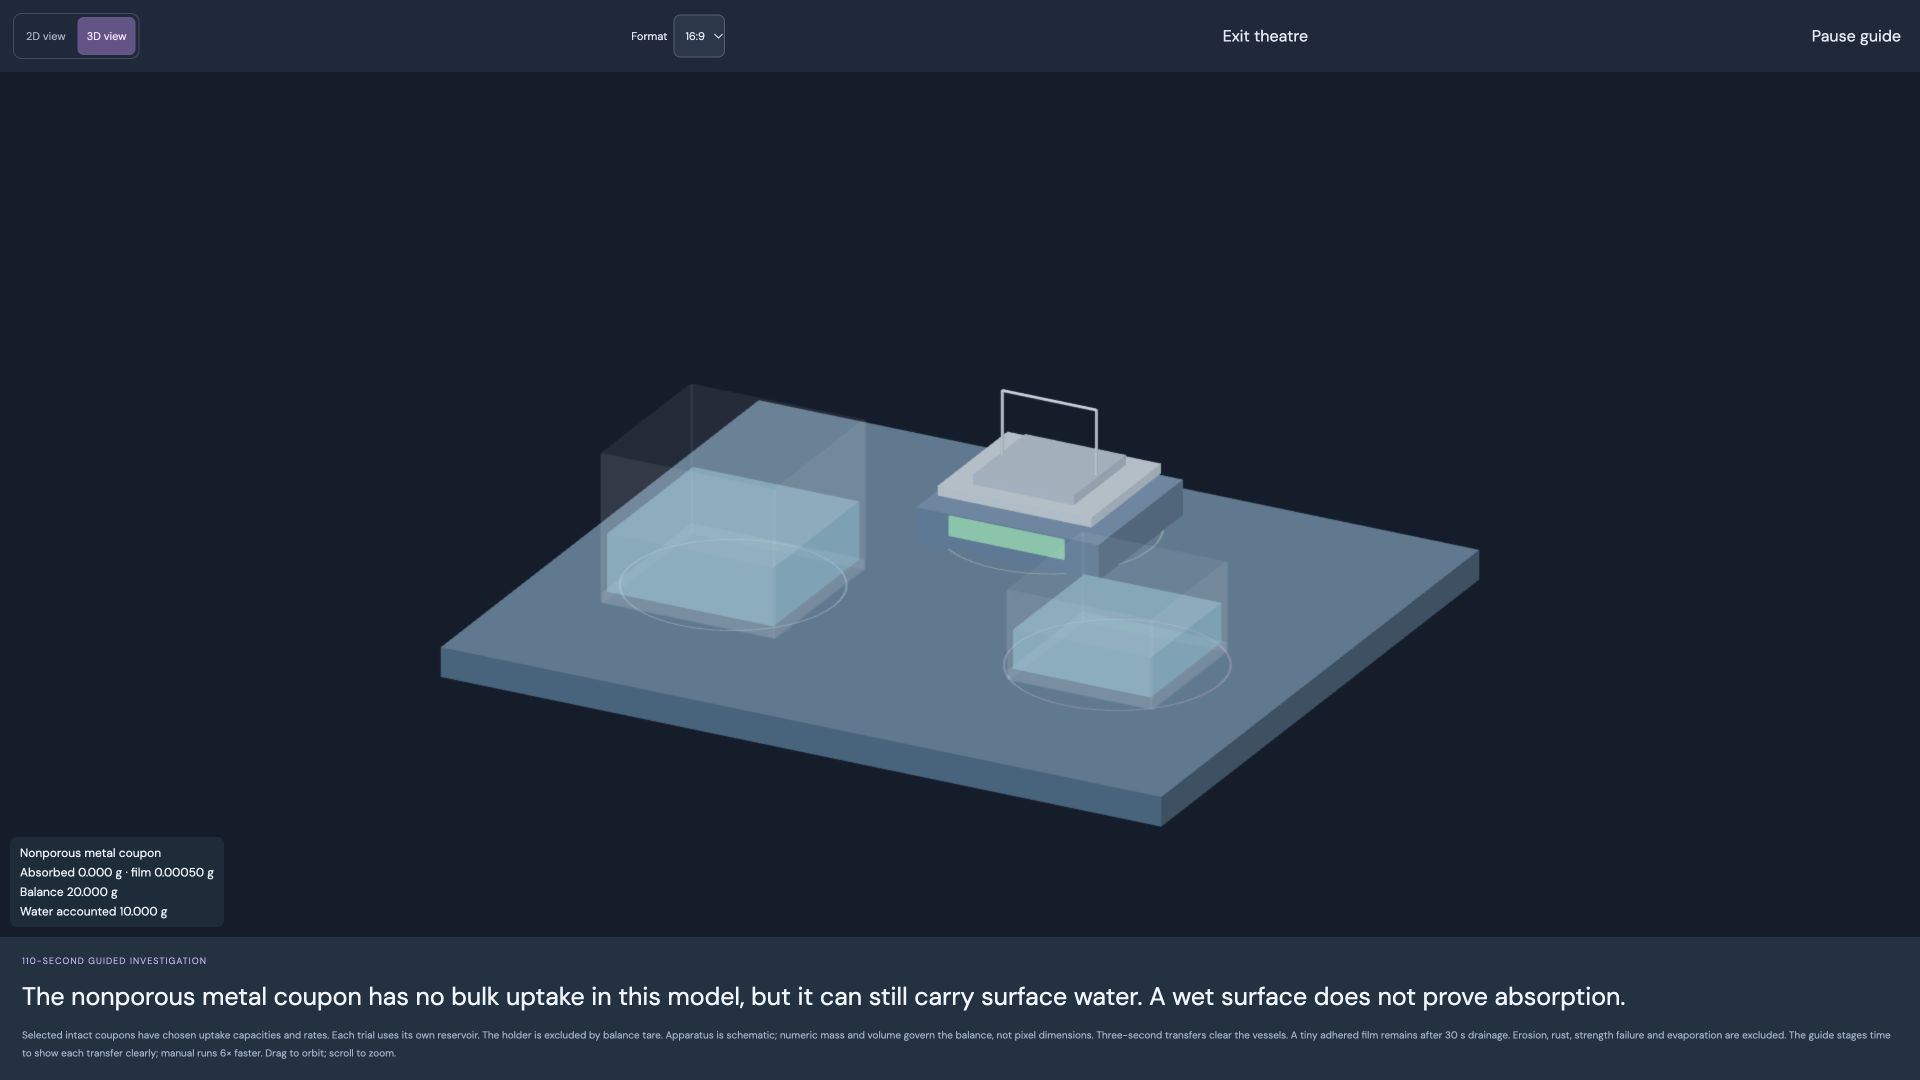 2D view
3D view
Format
16:9
Exit theatre
Pause guide
Nonporous metal coupon
Absorbed 0.000 g · film 0.00050 g
Balance 20.000 g
Water accounted 10.000 g
110-SECOND GUIDED INVESTIGATION
The nonporous metal coupon has no bulk uptake in this model, but it can still carry surface water. A wet surface does not prove absorption.
Selected intact coupons have chosen uptake capacities and rates. Each trial uses its own reservoir. The holder is excluded by balance tare. Apparatus is schematic; numeric mass and volume govern the balance, not pixel dimensions. Three-second transfers clear the vessels. A tiny adhered film remains after 30 s drainage. Erosion, rust, strength failure and evaporation are excluded. The guide stages time
to show each transfer clearly; manual runs 6× faster. Drag to orbit; scroll to zoom.